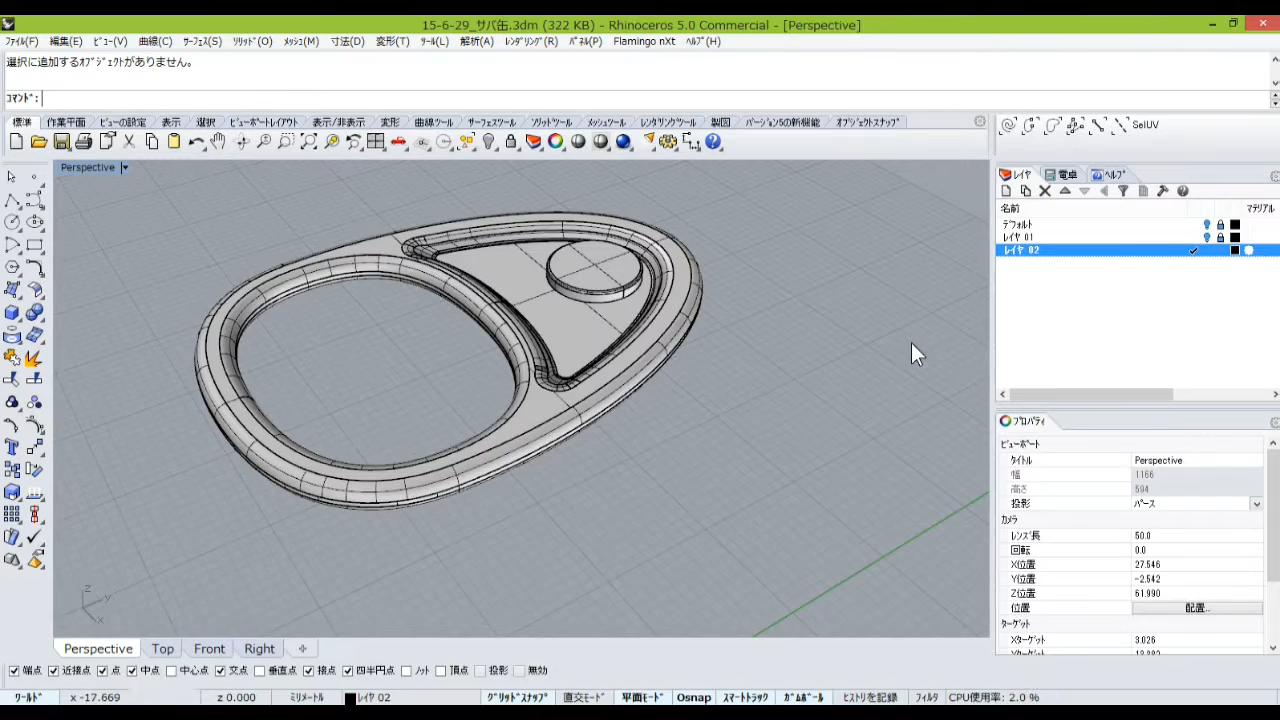 15-6-29_サバ缶.3dm (322 KB) - Rhinoceros 5.0 Commercial - [Perspective]
ﾌｧｲﾙ(F) 編集(E) ﾋﾞｭｰ(V) 曲線(C) ｻｰﾌｪｽ(S) ｿﾘｯﾄﾞ(O) ﾒｯｼｭ(M) 寸法(D) 変形(T) ﾂｰﾙ(L) 解析(A) ﾚﾝﾀﾞﾘﾝｸﾞ(R) ﾊﾟﾈﾙ(P) Flamingo nXt ﾍﾙﾌﾟ(H)
選択に追加するｵﾌﾞｼﾞｪｸﾄがありません。
ｺﾏﾝﾄﾞ:
標準 作業平面 ﾋﾞｭｰの設定 表示 選択 ﾋﾞｭｰﾎﾟｰﾄﾚｲｱｳﾄ 表示/非表示 変形 曲線ﾂｰﾙ ｻｰﾌｪｽﾂｰﾙ ｿﾘｯﾄﾞﾂｰﾙ ﾒｯｼｭﾂｰﾙ ﾚﾝﾀﾞﾘﾝｸﾞﾂｰﾙ 製図 ﾊﾞｰｼﾞｮﾝ5の新機能 ｵﾌﾞｼﾞｪｸﾄｽﾅｯﾌﾟ
SelUV
Perspective
ﾚｲﾔ 電卓 ﾍﾙﾌﾟ
名前 ﾏﾃﾘｱﾙ
ﾃﾞﾌｫﾙﾄ
ﾚｲﾔ 01
ﾚｲﾔ 02
ﾌﾟﾛﾊﾟﾃｨ
ﾋﾞｭｰﾎﾟｰﾄ
ﾀｲﾄﾙ Perspective
幅 1166
高さ 594
投影 ﾊﾟｰｽ
ｶﾒﾗ
ﾚﾝｽﾞ長 50.0
回転 0.0
X位置 27.546
Y位置 -2.542
Z位置 61.990
位置 配置...
ﾀｰｹﾞｯﾄ
Xﾀｰｹﾞｯﾄ 3.026
z
y
x
Perspective Top Front Right
端点 近接点 点 中点 中心点 交点 垂直点 接点 四半円点 ﾉｯﾄ 頂点 投影 無効
ﾜｰﾙﾄﾞ x -17.669 z 0.000 ﾐﾘﾒｰﾄﾙ ﾚｲﾔ 02 ｸﾞﾘｯﾄﾞｽﾅｯﾌﾟ 直交ﾓｰﾄﾞ 平面ﾓｰﾄﾞ Osnap ｽﾏｰﾄﾄﾗｯｸ ｶﾞﾑﾎﾞｰﾙ ﾋｽﾄﾘを記録 ﾌｨﾙﾀ CPU使用率: 2.0 %